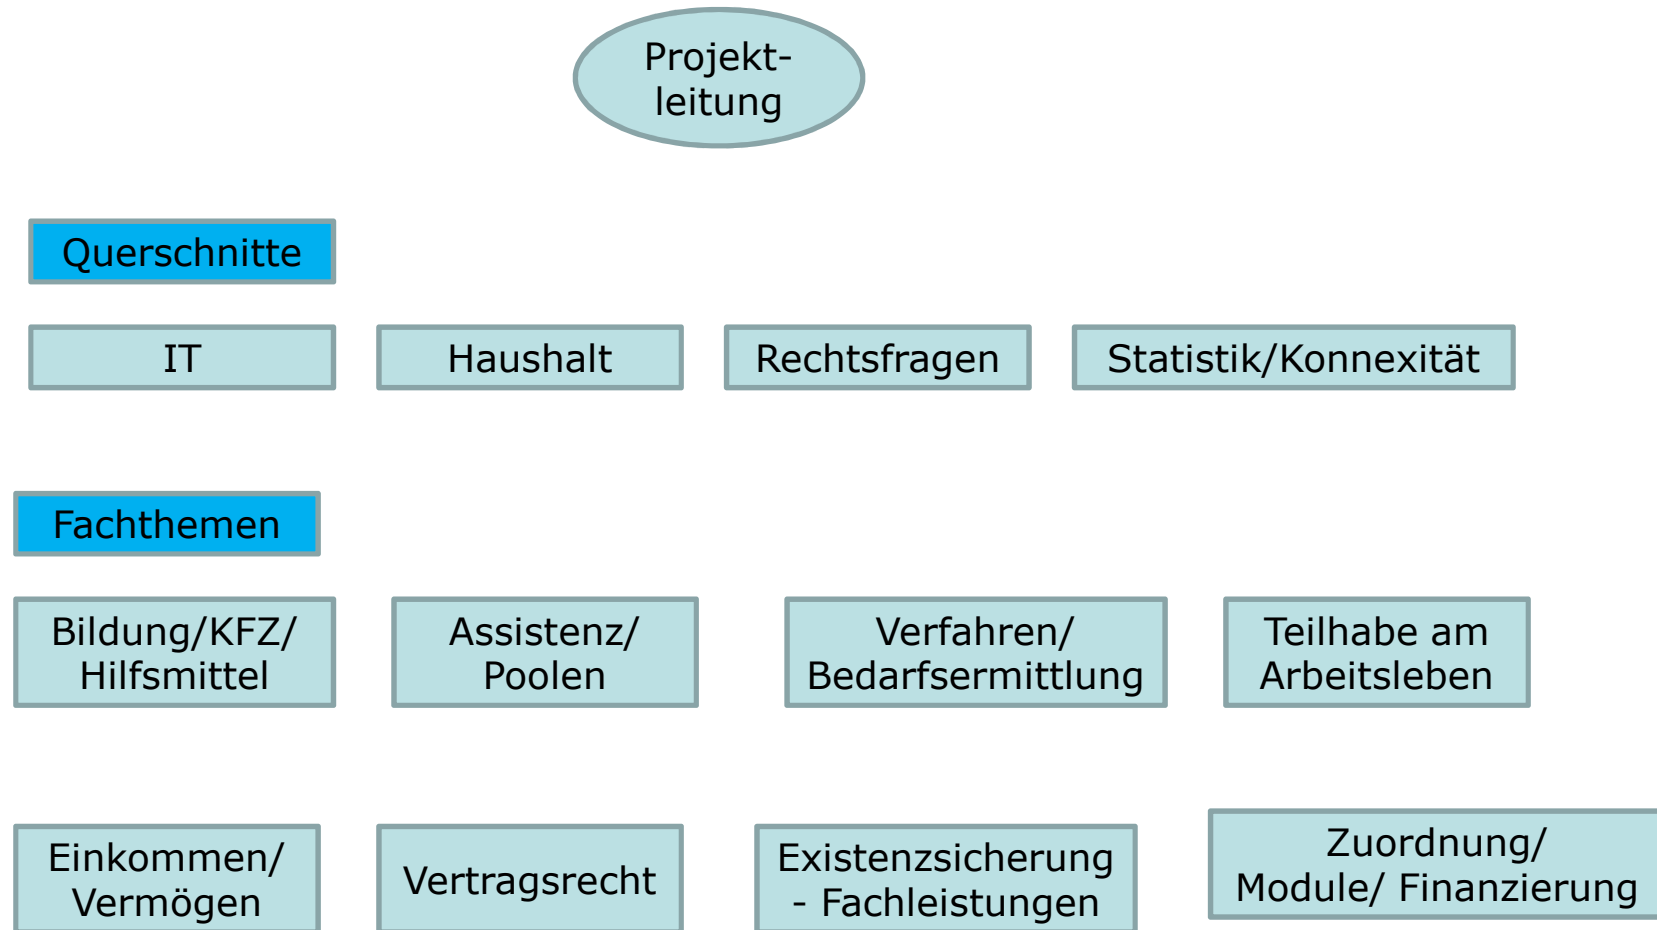 Projekt-
leitung
Querschnitte
IT
Haushalt
Rechtsfragen
Statistik/Konnexität
Fachthemen
Bildung/KFZ/
Hilfsmittel
Assistenz/
Poolen
Verfahren/
Bedarfsermittlung
Teilhabe am
Arbeitsleben
Einkommen/
Vermögen
Vertragsrecht
Existenzsicherung
- Fachleistungen
Zuordnung/
Module/ Finanzierung